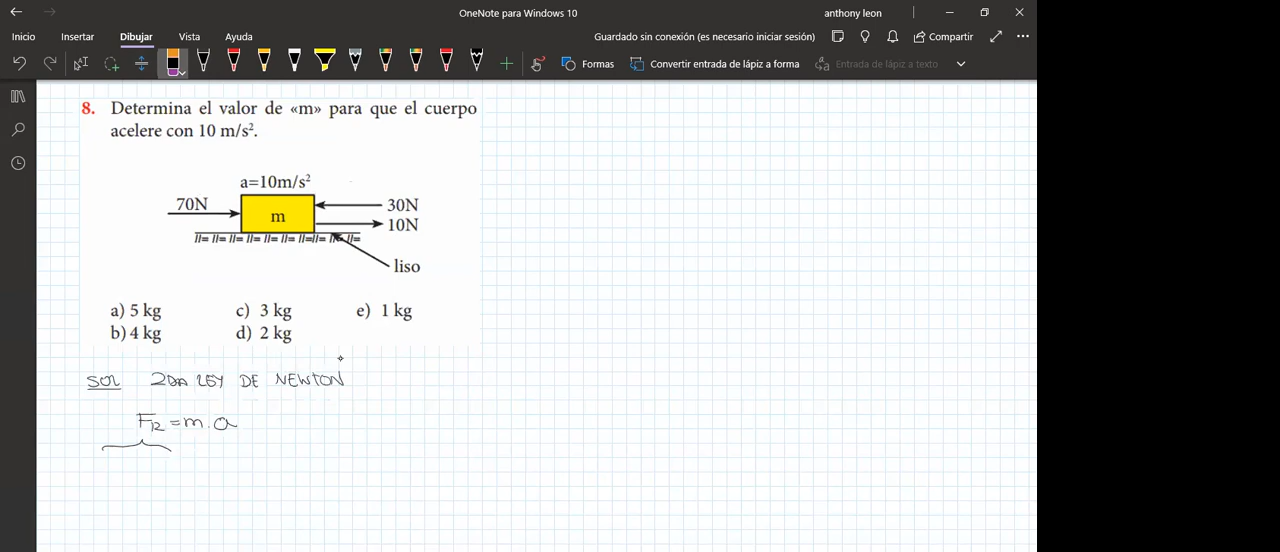 OneNote para Windows 10
anthony leon
Inicio Insertar Dibujar Vista Ayuda
Guardado sin conexión (es necesario iniciar sesión)
Compartir
Formas
Convertir entrada de lápiz a forma
Entrada de lápiz a texto
8. Determina el valor de «m» para que el cuerpo
acelere con 10 m/s².
a=10m/s²
70N
30N
m
10N
liso
a) 5 kg c) 3 kg e) 1 kg
b) 4 kg d) 2 kg
SOL 2DA LEY DE NEWTON
FR = m.a